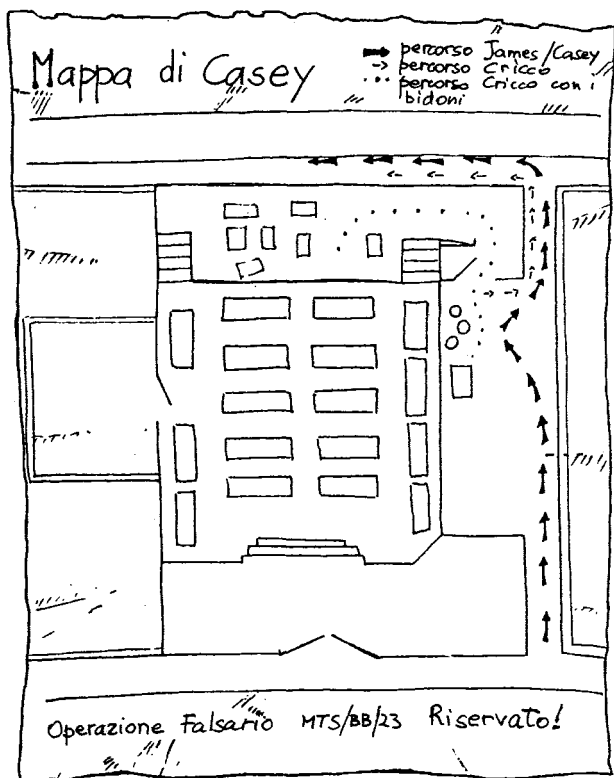 Mappa di Casey
percorso James/Casey
percorso Cricco
percorso Cricco con i
bidoni
Operazione Falsario MTS/BB/23 Riservato!